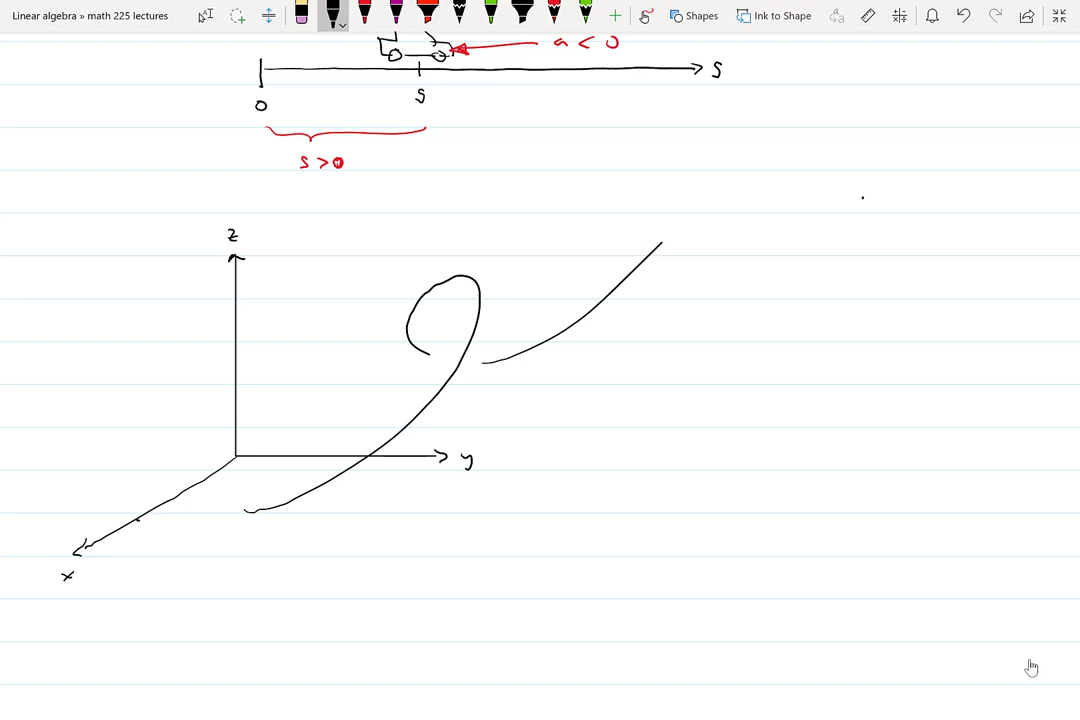 Linear algebra » math 225 lectures
Shapes
Ink to Shape
a < 0
s
0
s
s > 0
z
y
x